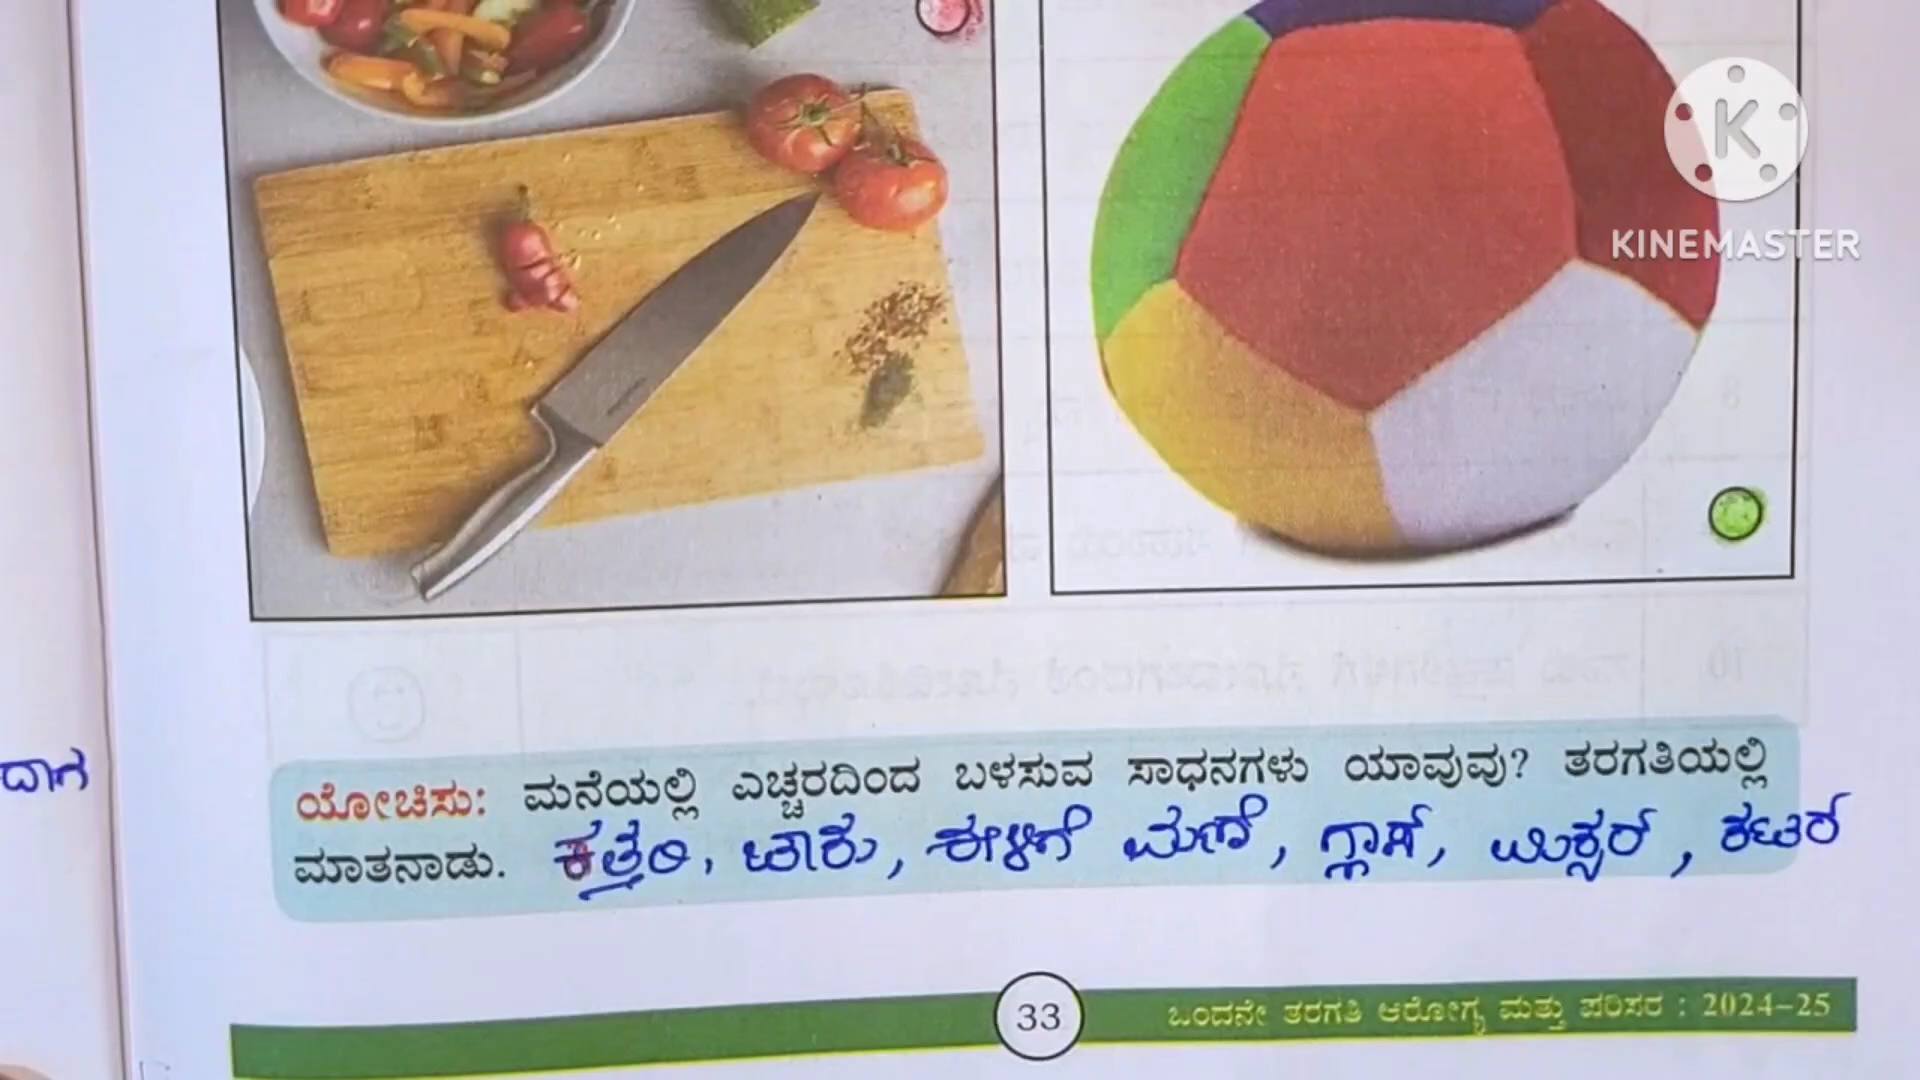 K
KINEMASTER
ದಾಗ
ಯೋಚಿಸು: ಮನೆಯಲ್ಲಿ ಎಚ್ಚರದಿಂದ ಬಳಸುವ ಸಾಧನಗಳು ಯಾವುವು? ತರಗತಿಯಲ್ಲಿ
ಮಾತನಾಡು. ಕತ್ತರಿ, ಚಾಕು, ಈಳಿಗೆ ಮಣೆ, ಗ್ಲಾಸ್, ಮಿಕ್ಸರ್, ಕಟರ್
33
ಒಂದನೇ ತರಗತಿ ಆರೋಗ್ಯ ಮತ್ತು ಪರಿಸರ : 2024–25